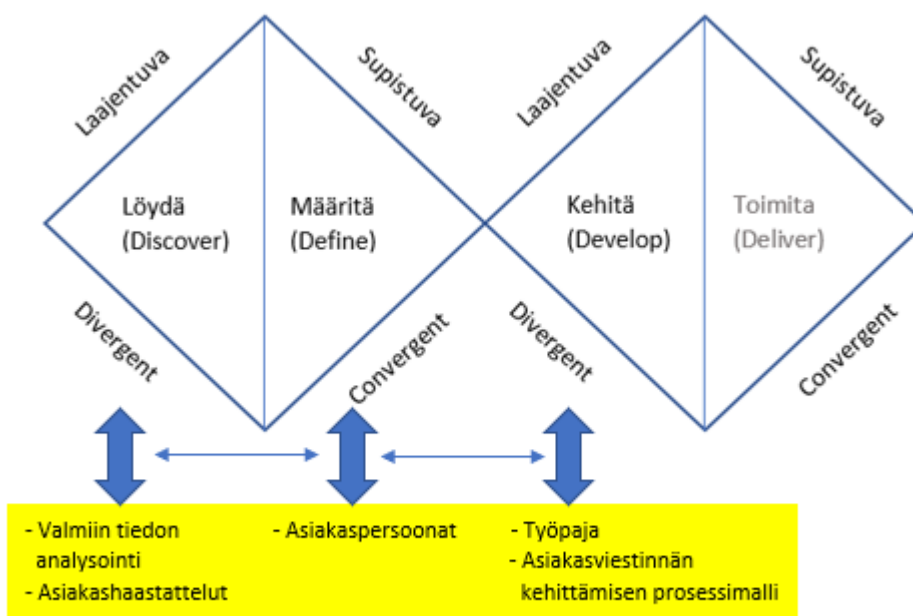 Laajentuva
Supistuva
Laajentuva
Supistuva
Löydä
(Discover)
Määritä
(Define)
Kehitä
(Develop)
Toimita
(Deliver)
Divergent
Convergent
Divergent
Convergent
- Valmiin tiedon
analysointi
- Asiakashaastattelut
- Asiakaspersoonat
- Työpaja
- Asiakasviestinnän
kehittämisen prosessimalli